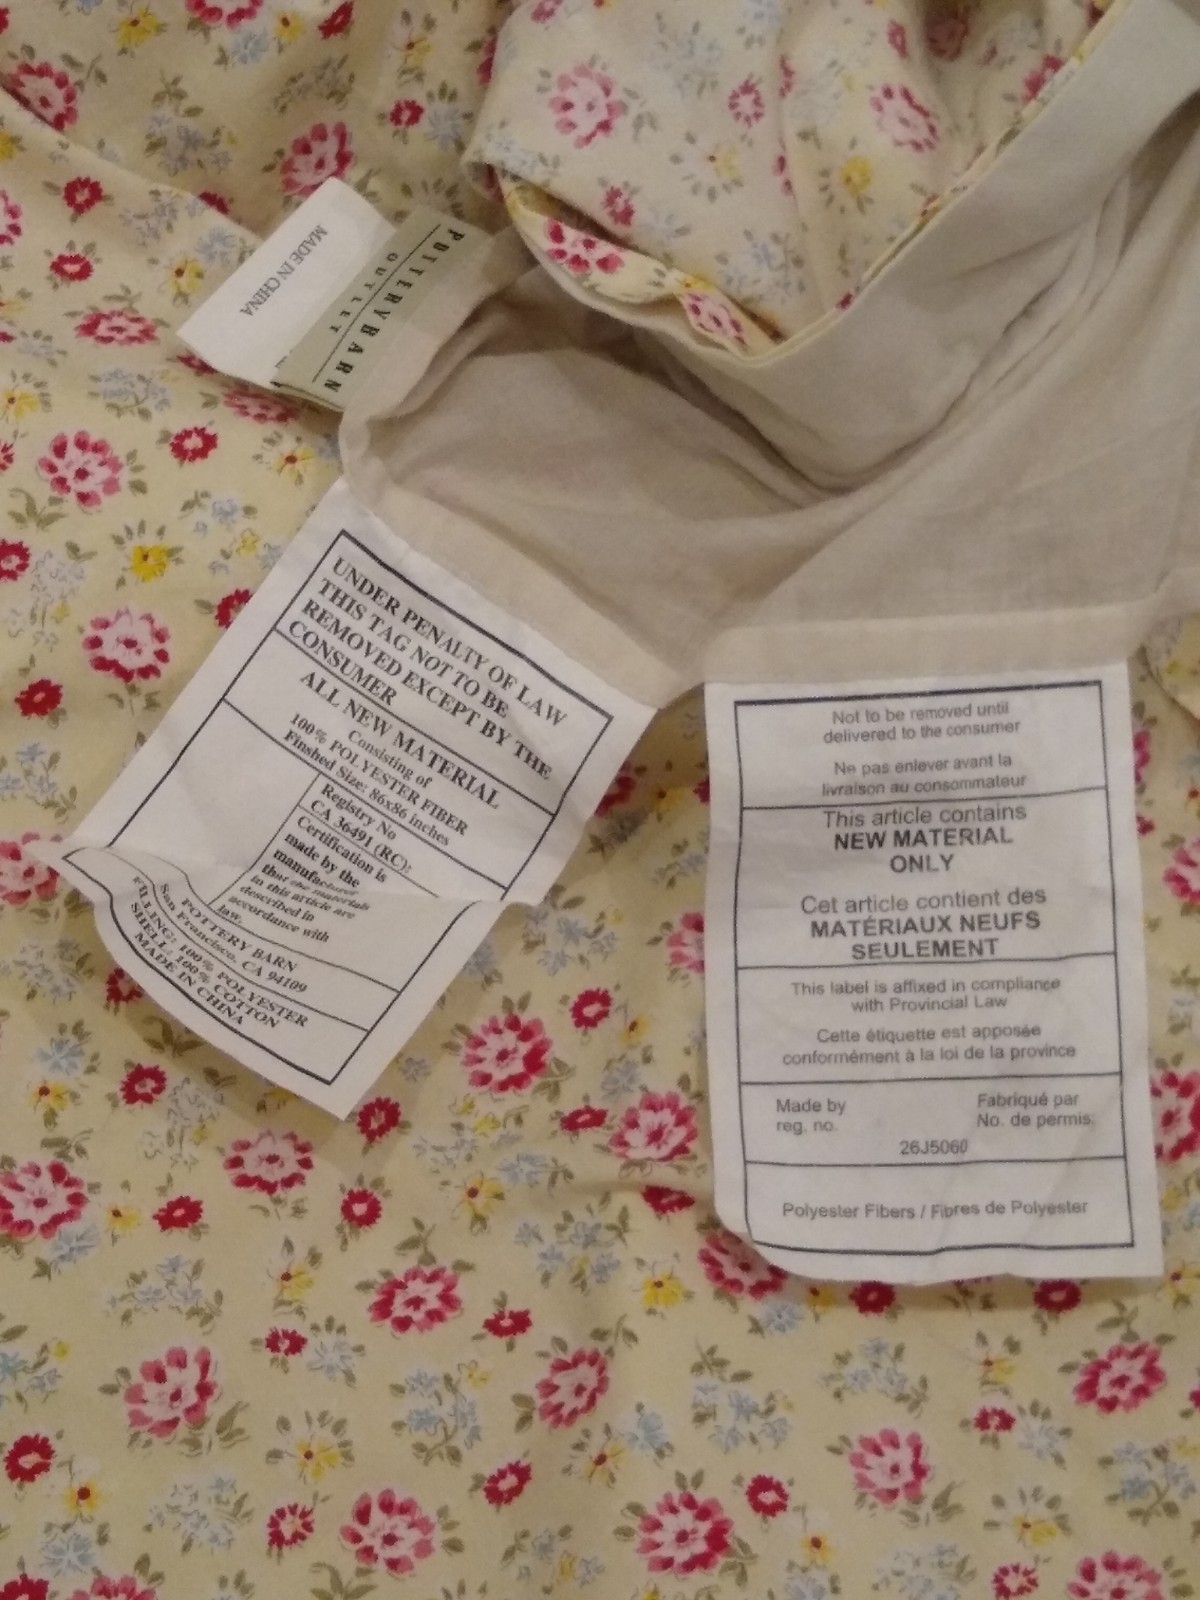 MADE IN CHINA
POTTERYBARN
OUTLET
UNDER PENALTY OF LAW
THIS TAG NOT TO BE
REMOVED EXCEPT BY THE
CONSUMER
ALL NEW MATERIAL
Consisting of
100% POLYESTER FIBER
Finshed Size: 86x86 inches
Registry No
CA 36491 (RC):
Certification is
made by the
manufacturer
that the materials
in this article are
described in
accordance with
law.
POTTERY BARN
San Francisco, CA 94109
FILLING: 100% POLYESTER
SHELL: 100% COTTON
MADE IN CHINA
Not to be removed until
delivered to the consumer
Ne pas enlever avant la
livraison au consommateur
This article contains
NEW MATERIAL
ONLY
Cet article contient des
MATÉRIAUX NEUFS
SEULEMENT
This label is affixed in compliance
with Provincial Law
Cette étiquette est apposée
conformément à la loi de la province
Made by
reg. no.
Fabriqué par
No. de permis:
26J5060
Polyester Fibers / Fibres de Polyester